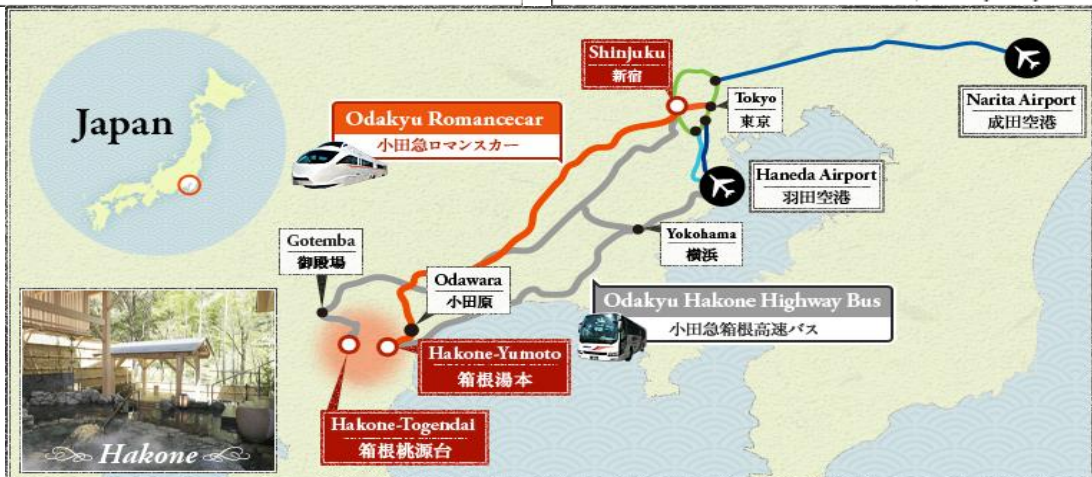 Japan
Shinjuku
新宿
Tokyo
東京
Narita Airport
成田空港
Odakyu Romancecar
小田急ロマンスカー
Haneda Airport
羽田空港
Gotemba
御殿場
Yokohama
横浜
Odawara
小田原
Odakyu Hakone Highway Bus
小田急箱根高速バス
Hakone-Yumoto
箱根湯本
Hakone-Togendai
箱根桃源台
Hakone